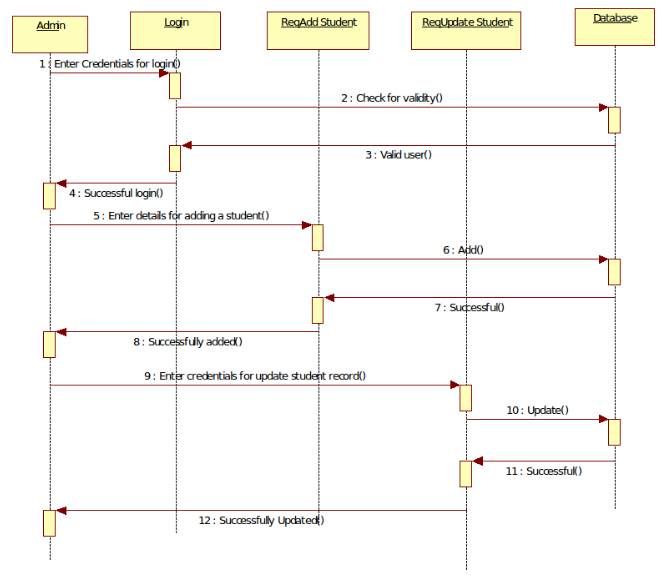 Admin
Login
ReqAdd Student
ReqUpdate Student
Database
1 : Enter Credentials for login()
2 : Check for validity()
3 : Valid user()
4 : Successful login()
5 : Enter details for adding a student()
6 : Add()
7 : Successful()
8 : Successfully added()
9 : Enter credentials for update student record()
10 : Update()
11 : Successful()
12 : Successfully Updated()